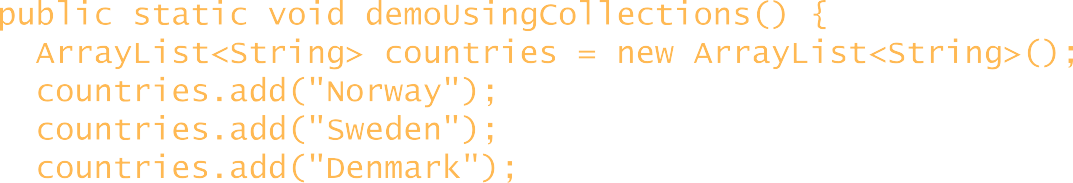 public static void demoUsingCollections() {
  ArrayList<String> countries = new ArrayList<String>();
  countries.add("Norway");
  countries.add("Sweden");
  countries.add("Denmark");